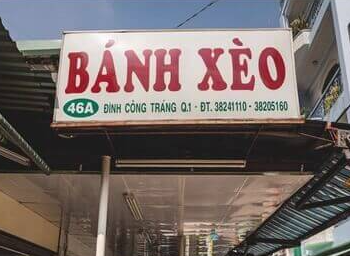 BÁNH XÈO
46A ĐINH CÔNG TRÁNG Q.1 - ĐT. 38241110 - 38205160